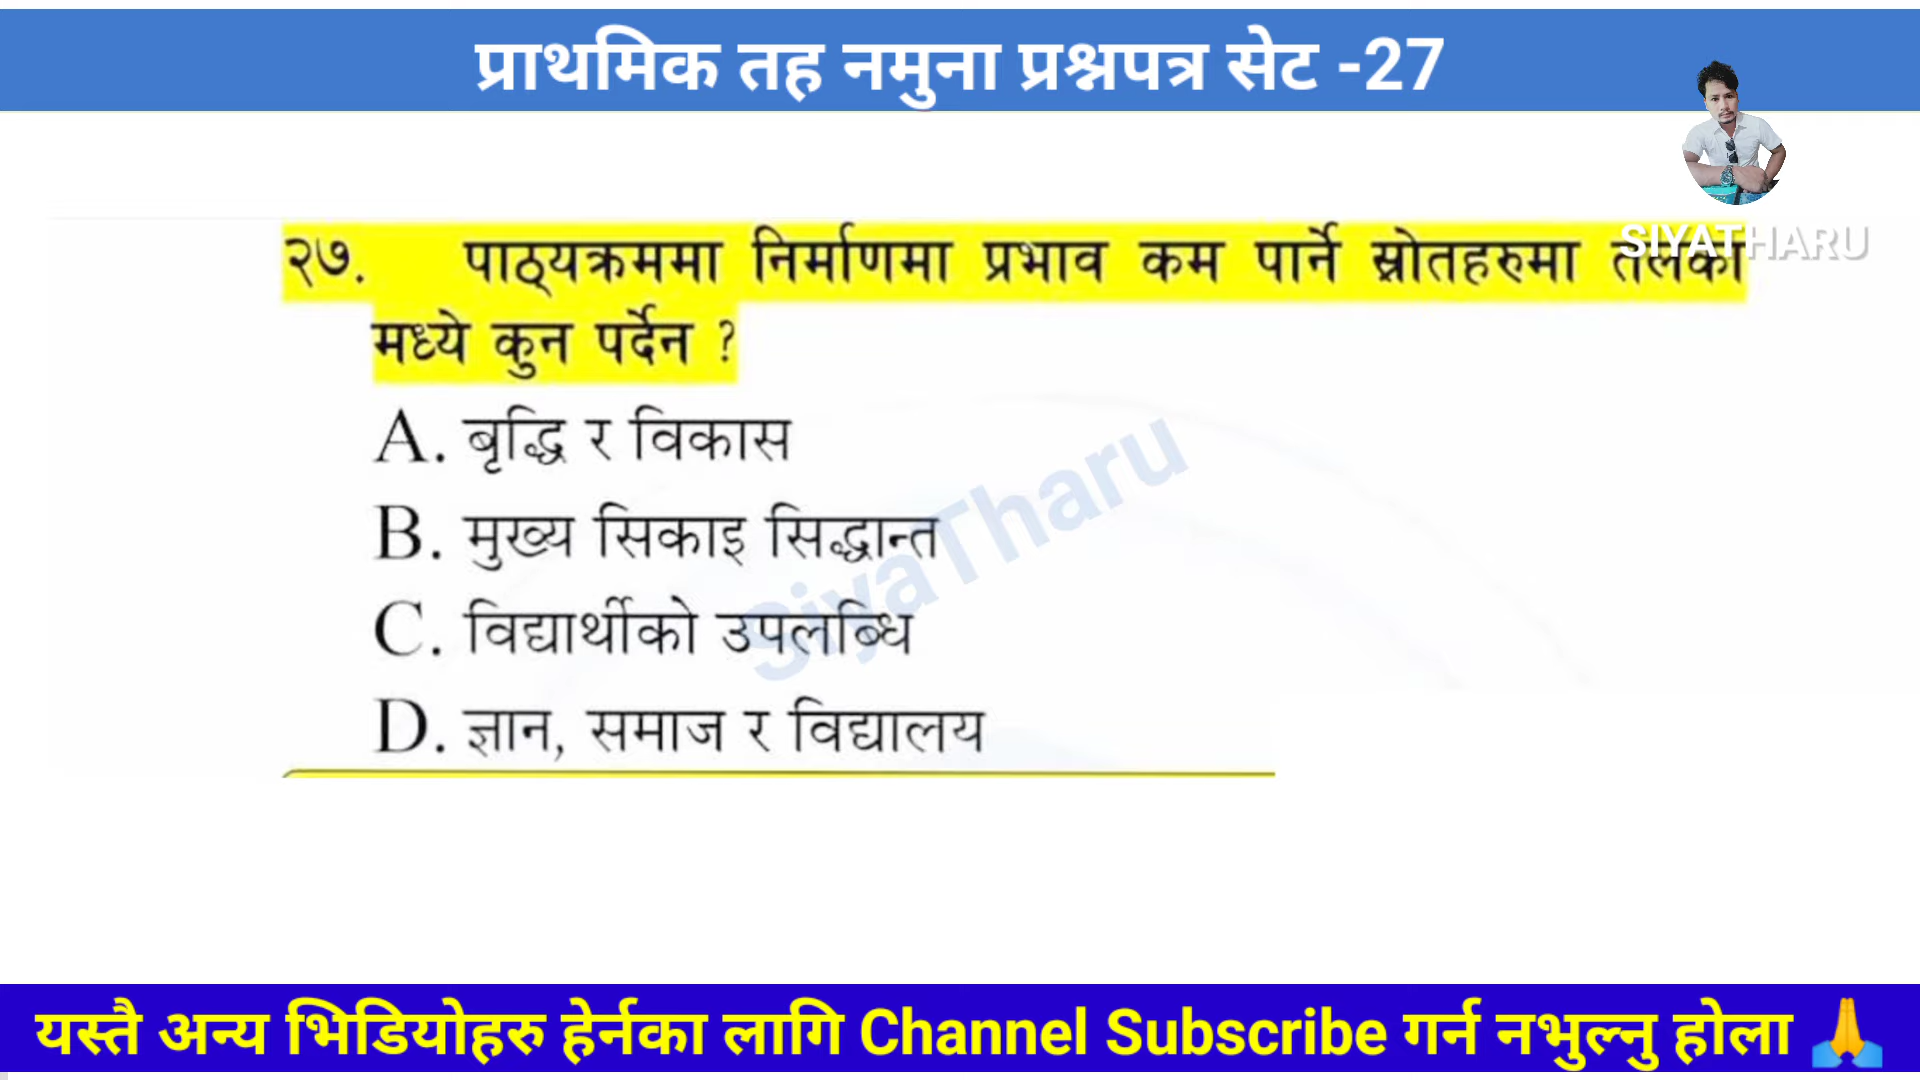 प्राथमिक तह नमुना प्रश्नपत्र सेट -27
SIYATHARU
२७. पाठ्यक्रममा निर्माणमा प्रभाव कम पार्ने स्रोतहरुमा तलका
मध्ये कुन पर्देन ?
A. बृद्धि र विकास
B. मुख्य सिकाइ सिद्धान्त
C. विद्यार्थीको उपलब्धि
D. ज्ञान, समाज र विद्यालय
SiyaTharu
यस्तै अन्य भिडियोहरु हेर्नका लागि Channel Subscribe गर्न नभुल्नु होला 🙏